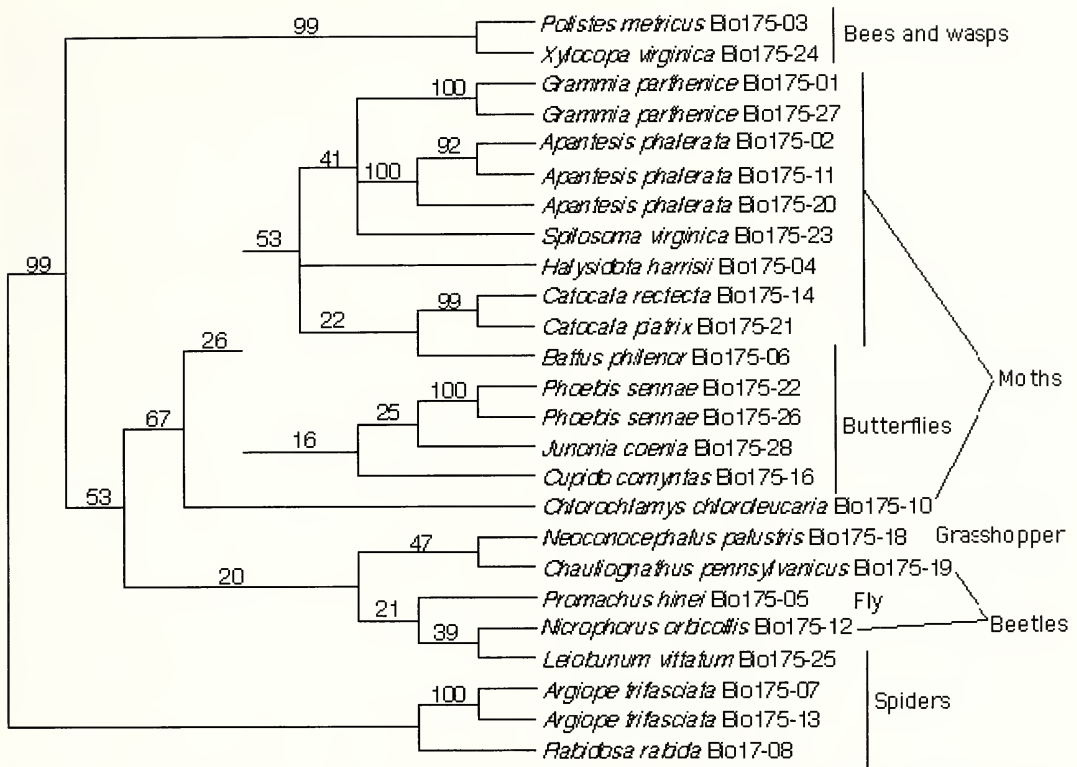 99
Polistes metricus Bio175-03
Xylocopa virginica Bio175-24
Bees and wasps
100
Grammia parthenice Bio175-01
Grammia parthenice Bio175-27
92
Apantesis phalerata Bio175-02
41
100
Apantesis phalerata Bio175-11
Apantesis phalerata Bio175-20
53
Spilosoma virginica Bio175-23
99
Halysidota harrisii Bio175-04
99
Catocala rectecta Bio175-14
22
Catocala piatrix Bio175-21
26
Battus philenor Bio175-06
Moths
100
Phoebis sennae Bio175-22
25
Phoebis sennae Bio175-26
67
Butterflies
16
Junonia coenia Bio175-28
Cupido comyntas Bio175-16
53
Chlorochlamys chloroleucaria Bio175-10
47
Neoconocephalus palustris Bio175-18
Grasshopper
20
Chauliognathus pennsylvanicus Bio175-19
21
Promachus hinei Bio175-05
Fly
39
Nicrophorus orbicollis Bio175-12
Beetles
Leiobunum vittatum Bio175-25
100
Argiope trifasciata Bio175-07
Spiders
Argiope trifasciata Bio175-13
Rabidosa rabida Bio17-08